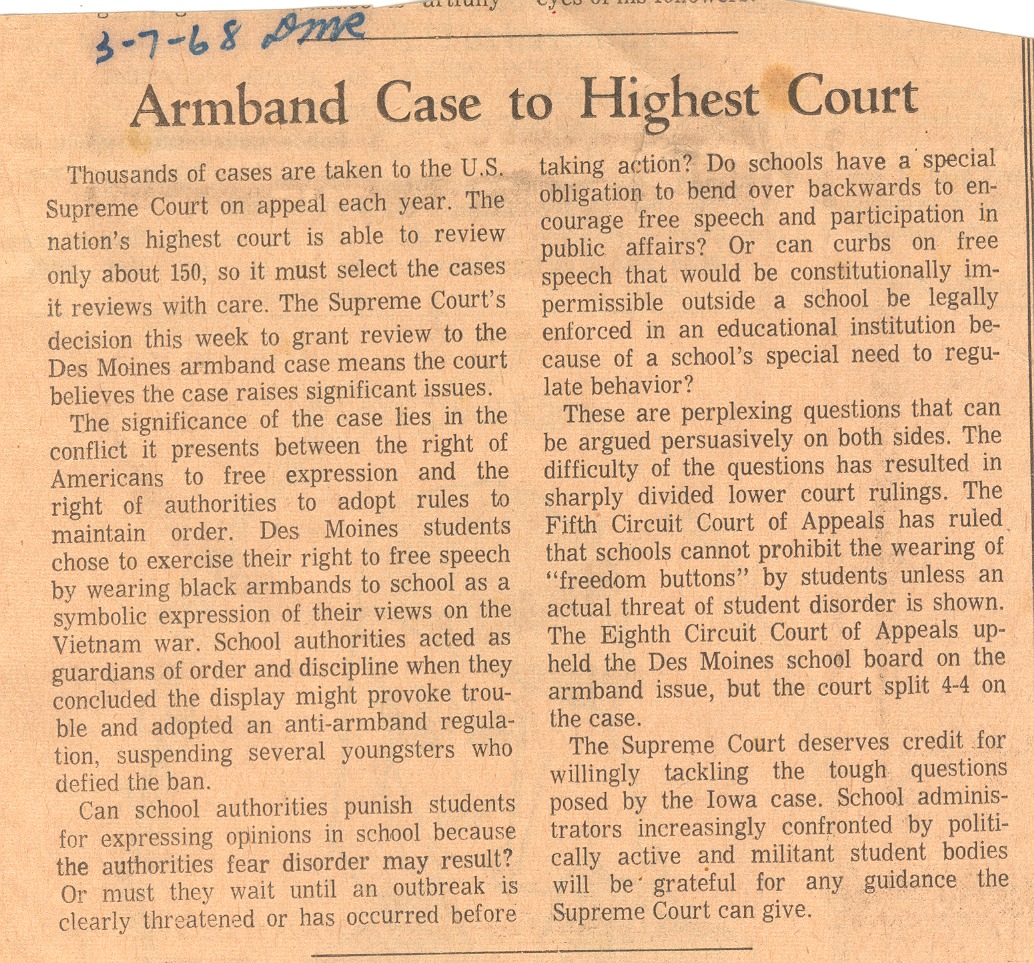 artfully eyes of his followers.
3-7-68 DMR
Armband Case to Highest Court
Thousands of cases are taken to the U.S.
Supreme Court on appeal each year. The
nation's highest court is able to review
only about 150, so it must select the cases
it reviews with care. The Supreme Court's
decision this week to grant review to the
Des Moines armband case means the court
believes the case raises significant issues.
The significance of the case lies in the
conflict it presents between the right of
Americans to free expression and the
right of authorities to adopt rules to
maintain order. Des Moines students
chose to exercise their right to free speech
by wearing black armbands to school as a
symbolic expression of their views on the
Vietnam war. School authorities acted as
guardians of order and discipline when they
concluded the display might provoke trou-
ble and adopted an anti-armband regula-
tion, suspending several youngsters who
defied the ban.
Can school authorities punish students
for expressing opinions in school because
the authorities fear disorder may result?
Or must they wait until an outbreak is
clearly threatened or has occurred before
taking action? Do schools have a special
obligation to bend over backwards to en-
courage free speech and participation in
public affairs? Or can curbs on free
speech that would be constitutionally im-
permissible outside a school be legally
enforced in an educational institution be-
cause of a school's special need to regu-
late behavior?
These are perplexing questions that can
be argued persuasively on both sides. The
difficulty of the questions has resulted in
sharply divided lower court rulings. The
Fifth Circuit Court of Appeals has ruled
that schools cannot prohibit the wearing of
"freedom buttons" by students unless an
actual threat of student disorder is shown.
The Eighth Circuit Court of Appeals up-
held the Des Moines school board on the
armband issue, but the court split 4-4 on
the case.
The Supreme Court deserves credit for
willingly tackling the tough questions
posed by the Iowa case. School adminis-
trators increasingly confronted by politi-
cally active and militant student bodies
will be grateful for any guidance the
Supreme Court can give.